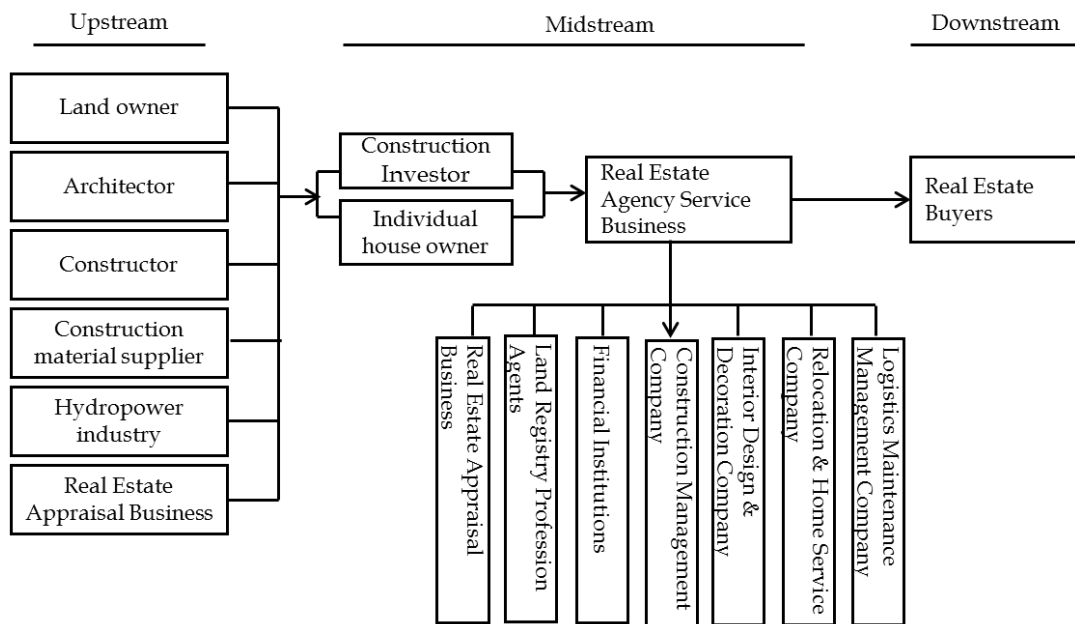 Upstream
Midstream
Downstream
Land owner
Architector
Constructor
Construction
material supplier
Hydropower
industry
Real Estate
Appraisal Business
Construction
Investor
Individual
house owner
Real Estate
Agency Service
Business
Real Estate
Buyers
Real Estate Appraisal
Business
Land Registry Profession
Agents
Financial Institutions
Construction Management
Company
Interior Design &
Decoration Company
Relocation & Home Service
Company
Logistics Maintenance
Management Company